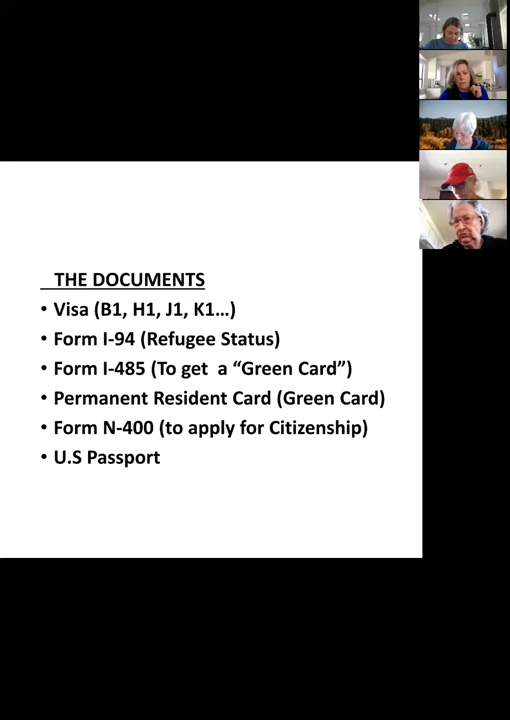 THE DOCUMENTS
• Visa (B1, H1, J1, K1...)
• Form I-94 (Refugee Status)
• Form I-485 (To get  a “Green Card”)
• Permanent Resident Card (Green Card)
• Form N-400 (to apply for Citizenship)
• U.S Passport